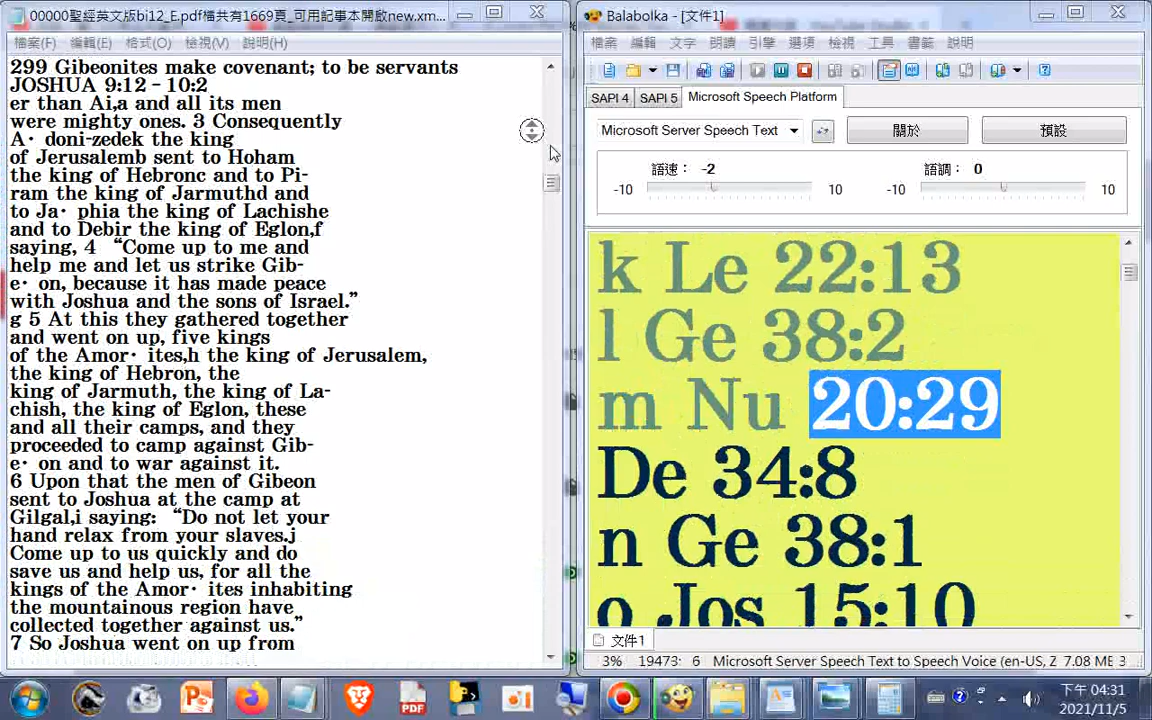 00000聖經英文版bi12_E.pdf檔共有1669頁_可用記事本開啟new.xm...
檔案(F) 編輯(E) 格式(O) 檢視(V) 說明(H)
299 Gibeonites make covenant; to be servants
JOSHUA 9:12 – 10:2
er than Ai,a and all its men
were mighty ones. 3 Consequently
A· doni-zedek the king
of Jerusalemb sent to Hoham
the king of Hebronc and to Pi-
ram the king of Jarmuthd and
to Ja· phia the king of Lachishe
and to Debir the king of Eglon,f
saying, 4 “Come up to me and
help me and let us strike Gib-
e· on, because it has made peace
with Joshua and the sons of Israel.”
g 5 At this they gathered together
and went on up, five kings
of the Amor· ites,h the king of Jerusalem,
the king of Hebron, the
king of Jarmuth, the king of La-
chish, the king of Eglon, these
and all their camps, and they
proceeded to camp against Gib-
e· on and to war against it.
6 Upon that the men of Gibeon
sent to Joshua at the camp at
Gilgal,i saying: “Do not let your
hand relax from your slaves.j
Come up to us quickly and do
save us and help us, for all the
kings of the Amor· ites inhabiting
the mountainous region have
collected together against us.”
7 So Joshua went on up from
Balabolka - [文件1]
檔案 編輯 文字 朗讀 引擎 選項 檢視 工具 書籤 說明
SAPI 4 SAPI 5 Microsoft Speech Platform
Microsoft Server Speech Text 關於 預設
語速: -2 語調: 0
-10 10 -10 10
k Le 22:13
l Ge 38:2
m Nu 20:29
De 34:8
n Ge 38:1
o Jos 15:10
文件1
3% 19473: 6 Microsoft Server Speech Text to Speech Voice (en-US, Z 7.08 MB 3
下午 04:31
2021/11/5